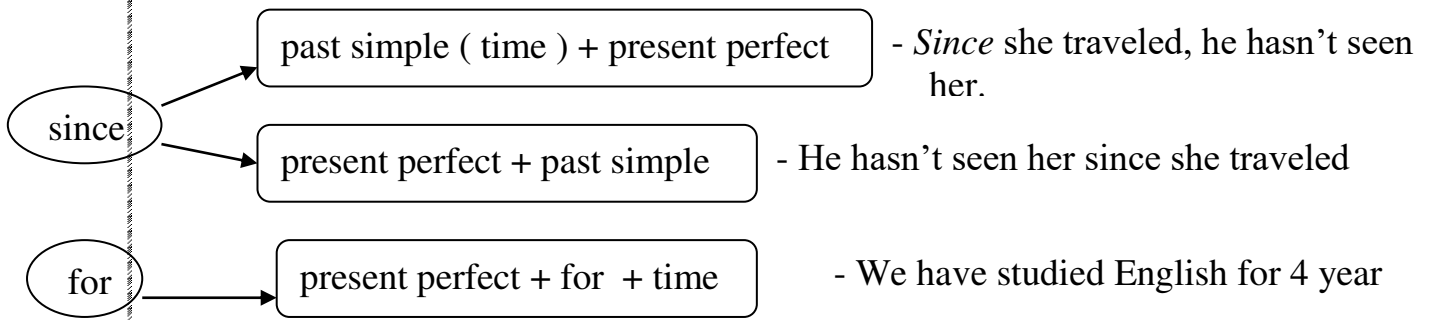 past simple ( time ) + present perfect - Since she traveled, he hasn’t seen
her.
since
present perfect + past simple - He hasn’t seen her since she traveled
for present perfect + for + time - We have studied English for 4 year